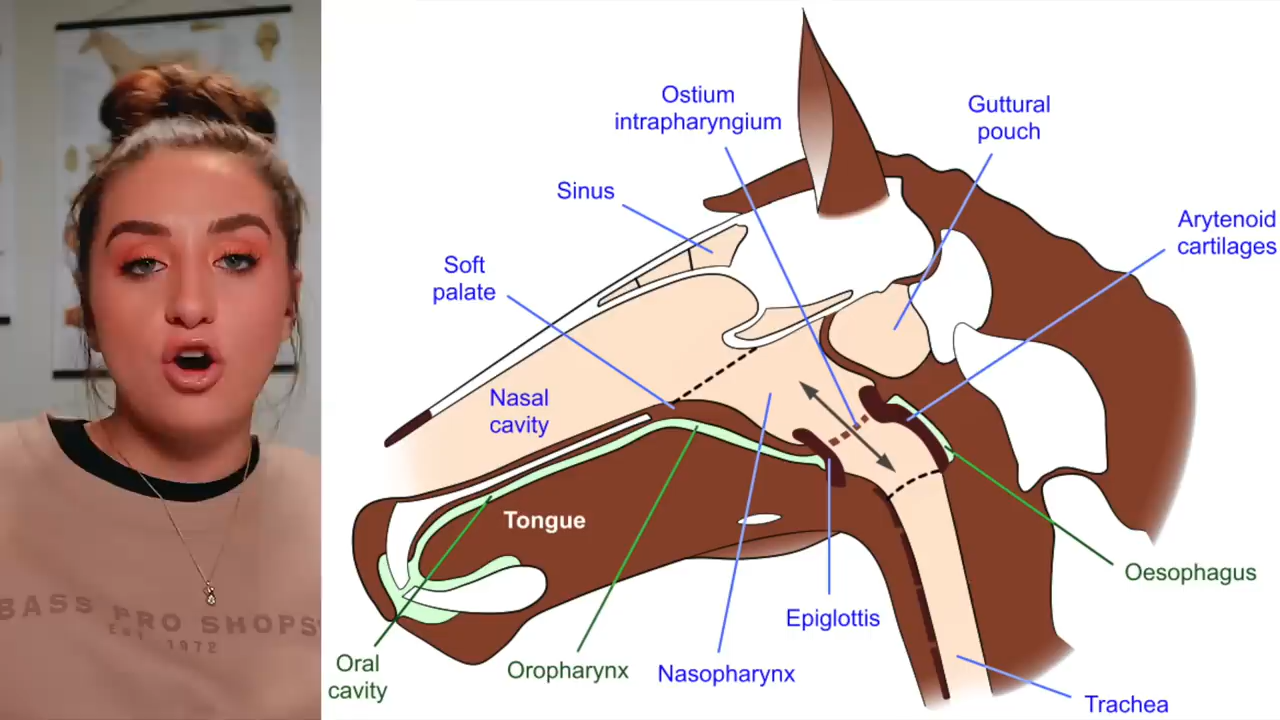 Ostium
intrapharyngium
Guttural
pouch
Sinus
Arytenoid
cartilages
Soft
palate
Nasal
cavity
Tongue
Oesophagus
Epiglottis
Oral
cavity
Oropharynx
Nasopharynx
Trachea
BASS PRO SHOPS
EST 1972